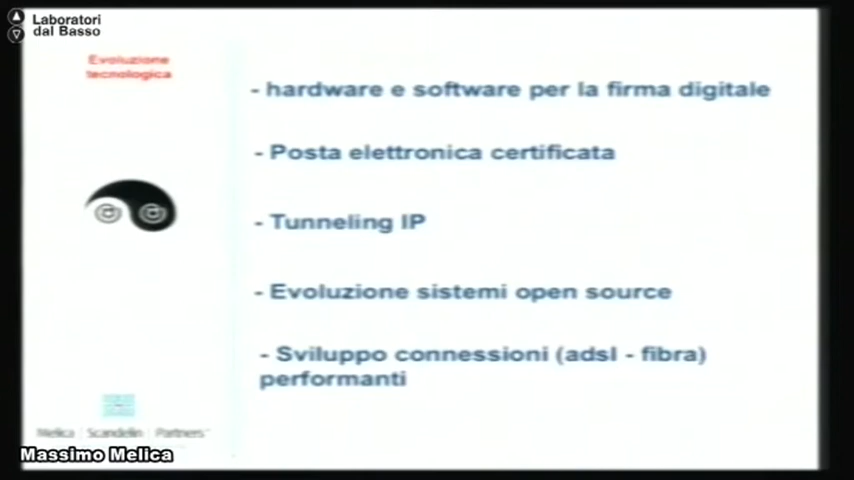 Laboratori
dal Basso
Evoluzione
tecnologica
- hardware e software per la firma digitale
- Posta elettronica certificata
- Tunneling IP
- Evoluzione sistemi open source
- Sviluppo connessioni (adsl - fibra)
performanti
Melica Scandelin Partners
Massimo Melica